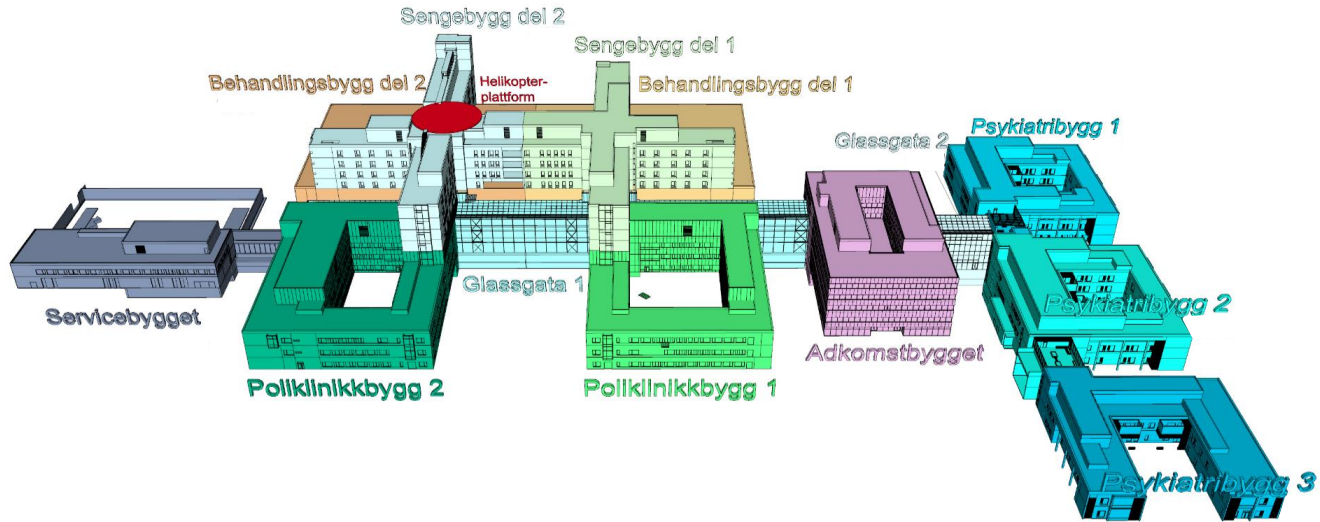 Sengebygg del 2
Sengebygg del 1
Behandlingsbygg del 2
Helikopter-
plattform
Behandlingsbygg del 1
Glassgata 2
Psykiatribygg 1
Glassgata 1
Psykiatribygg 2
Servicebygget
Adkomstbygget
Poliklinikkbygg 2
Poliklinikkbygg 1
Psykiatribygg 3